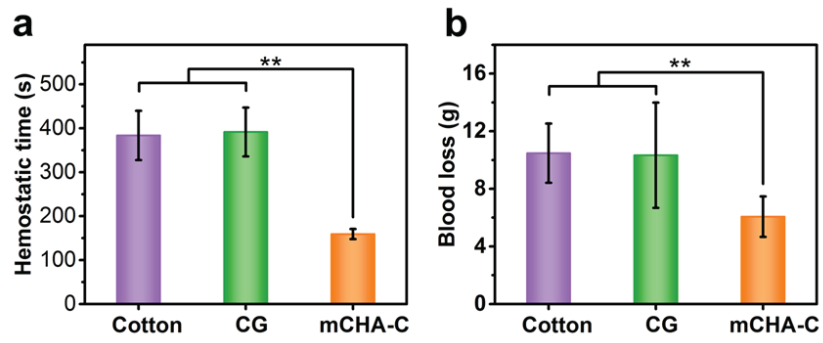 a
Hemostatic time (s)
500
400
300
200
100
0
**
Cotton CG mCHA-C
b
Blood loss (g)
16
12
8
4
0
**
Cotton CG mCHA-C